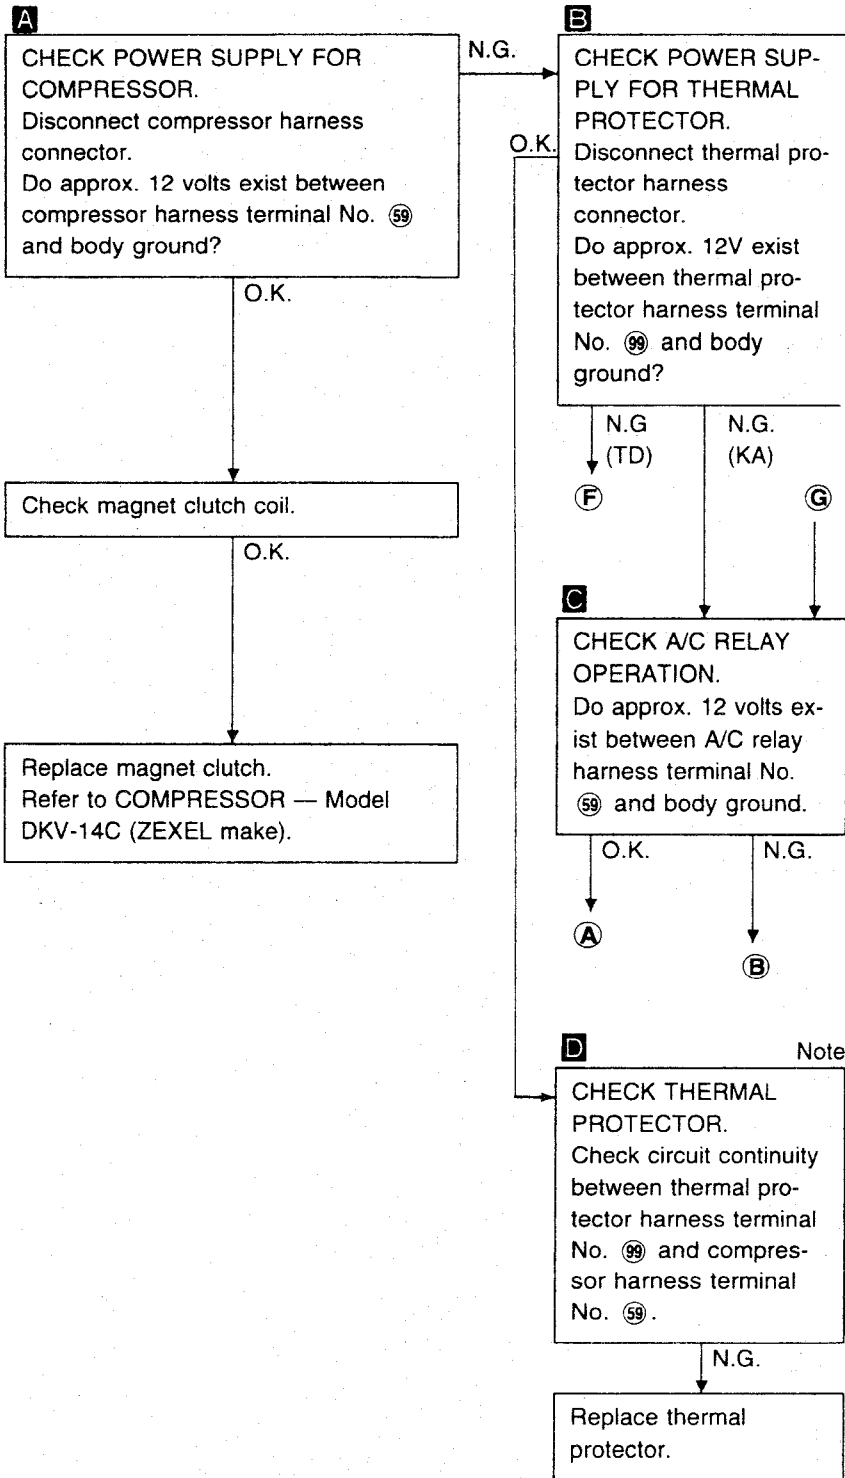 A
CHECK POWER SUPPLY FOR
COMPRESSOR.
Disconnect compressor harness
connector.
Do approx. 12 volts exist between
compressor harness terminal No. 59
and body ground?
N.G.
O.K.
Check magnet clutch coil.
O.K.
Replace magnet clutch.
Refer to COMPRESSOR — Model
DKV-14C (ZEXEL make).
B
CHECK POWER SUP-
PLY FOR THERMAL
PROTECTOR.
Disconnect thermal pro-
tector harness
connector.
Do approx. 12V exist
between thermal pro-
tector harness terminal
No. 99 and body
ground?
O.K.
N.G
(TD)
N.G.
(KA)
F
G
C
CHECK A/C RELAY
OPERATION.
Do approx. 12 volts ex-
ist between A/C relay
harness terminal No.
59 and body ground.
O.K.
N.G.
A
B
D
Note
CHECK THERMAL
PROTECTOR.
Check circuit continuity
between thermal pro-
tector harness terminal
No. 99 and compres-
sor harness terminal
No. 59.
N.G.
Replace thermal
protector.